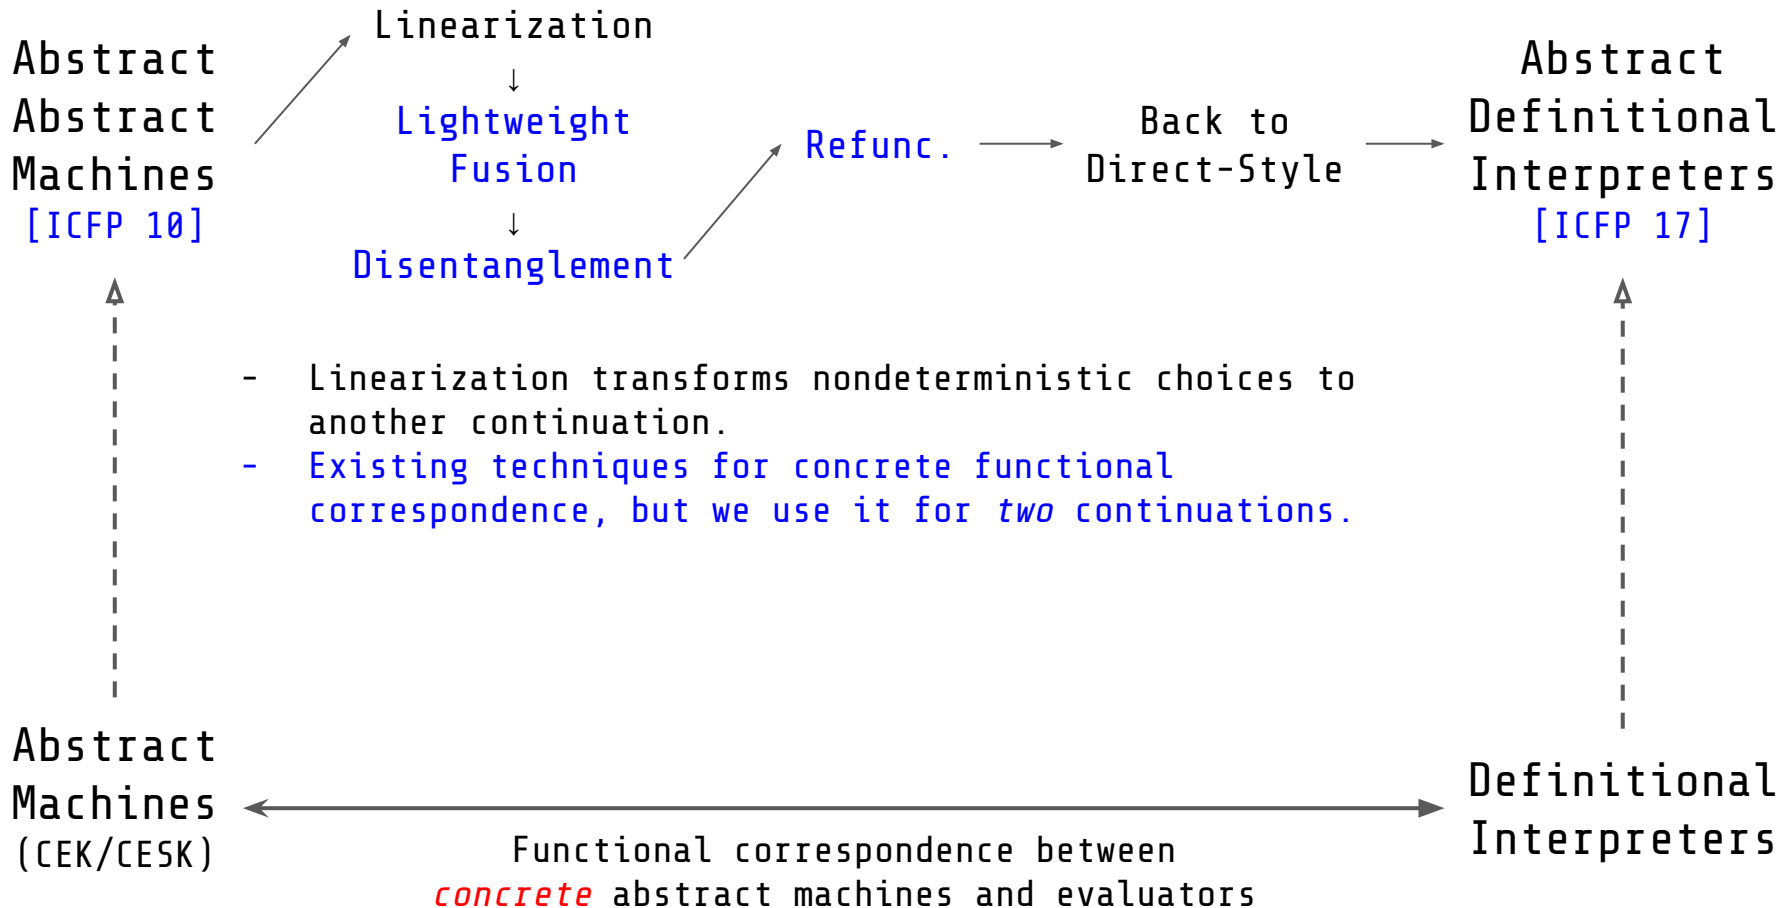 Abstract
Abstract
Machines
[ICFP 10]
Linearization
↓
Lightweight
Fusion
↓
Disentanglement
Refunc.
Back to
Direct-Style
Abstract
Definitional
Interpreters
[ICFP 17]
- Linearization transforms nondeterministic choices to
another continuation.
- Existing techniques for concrete functional
correspondence, but we use it for two continuations.
Abstract
Machines
(CEK/CESK)
Functional correspondence between
concrete abstract machines and evaluators
Definitional
Interpreters